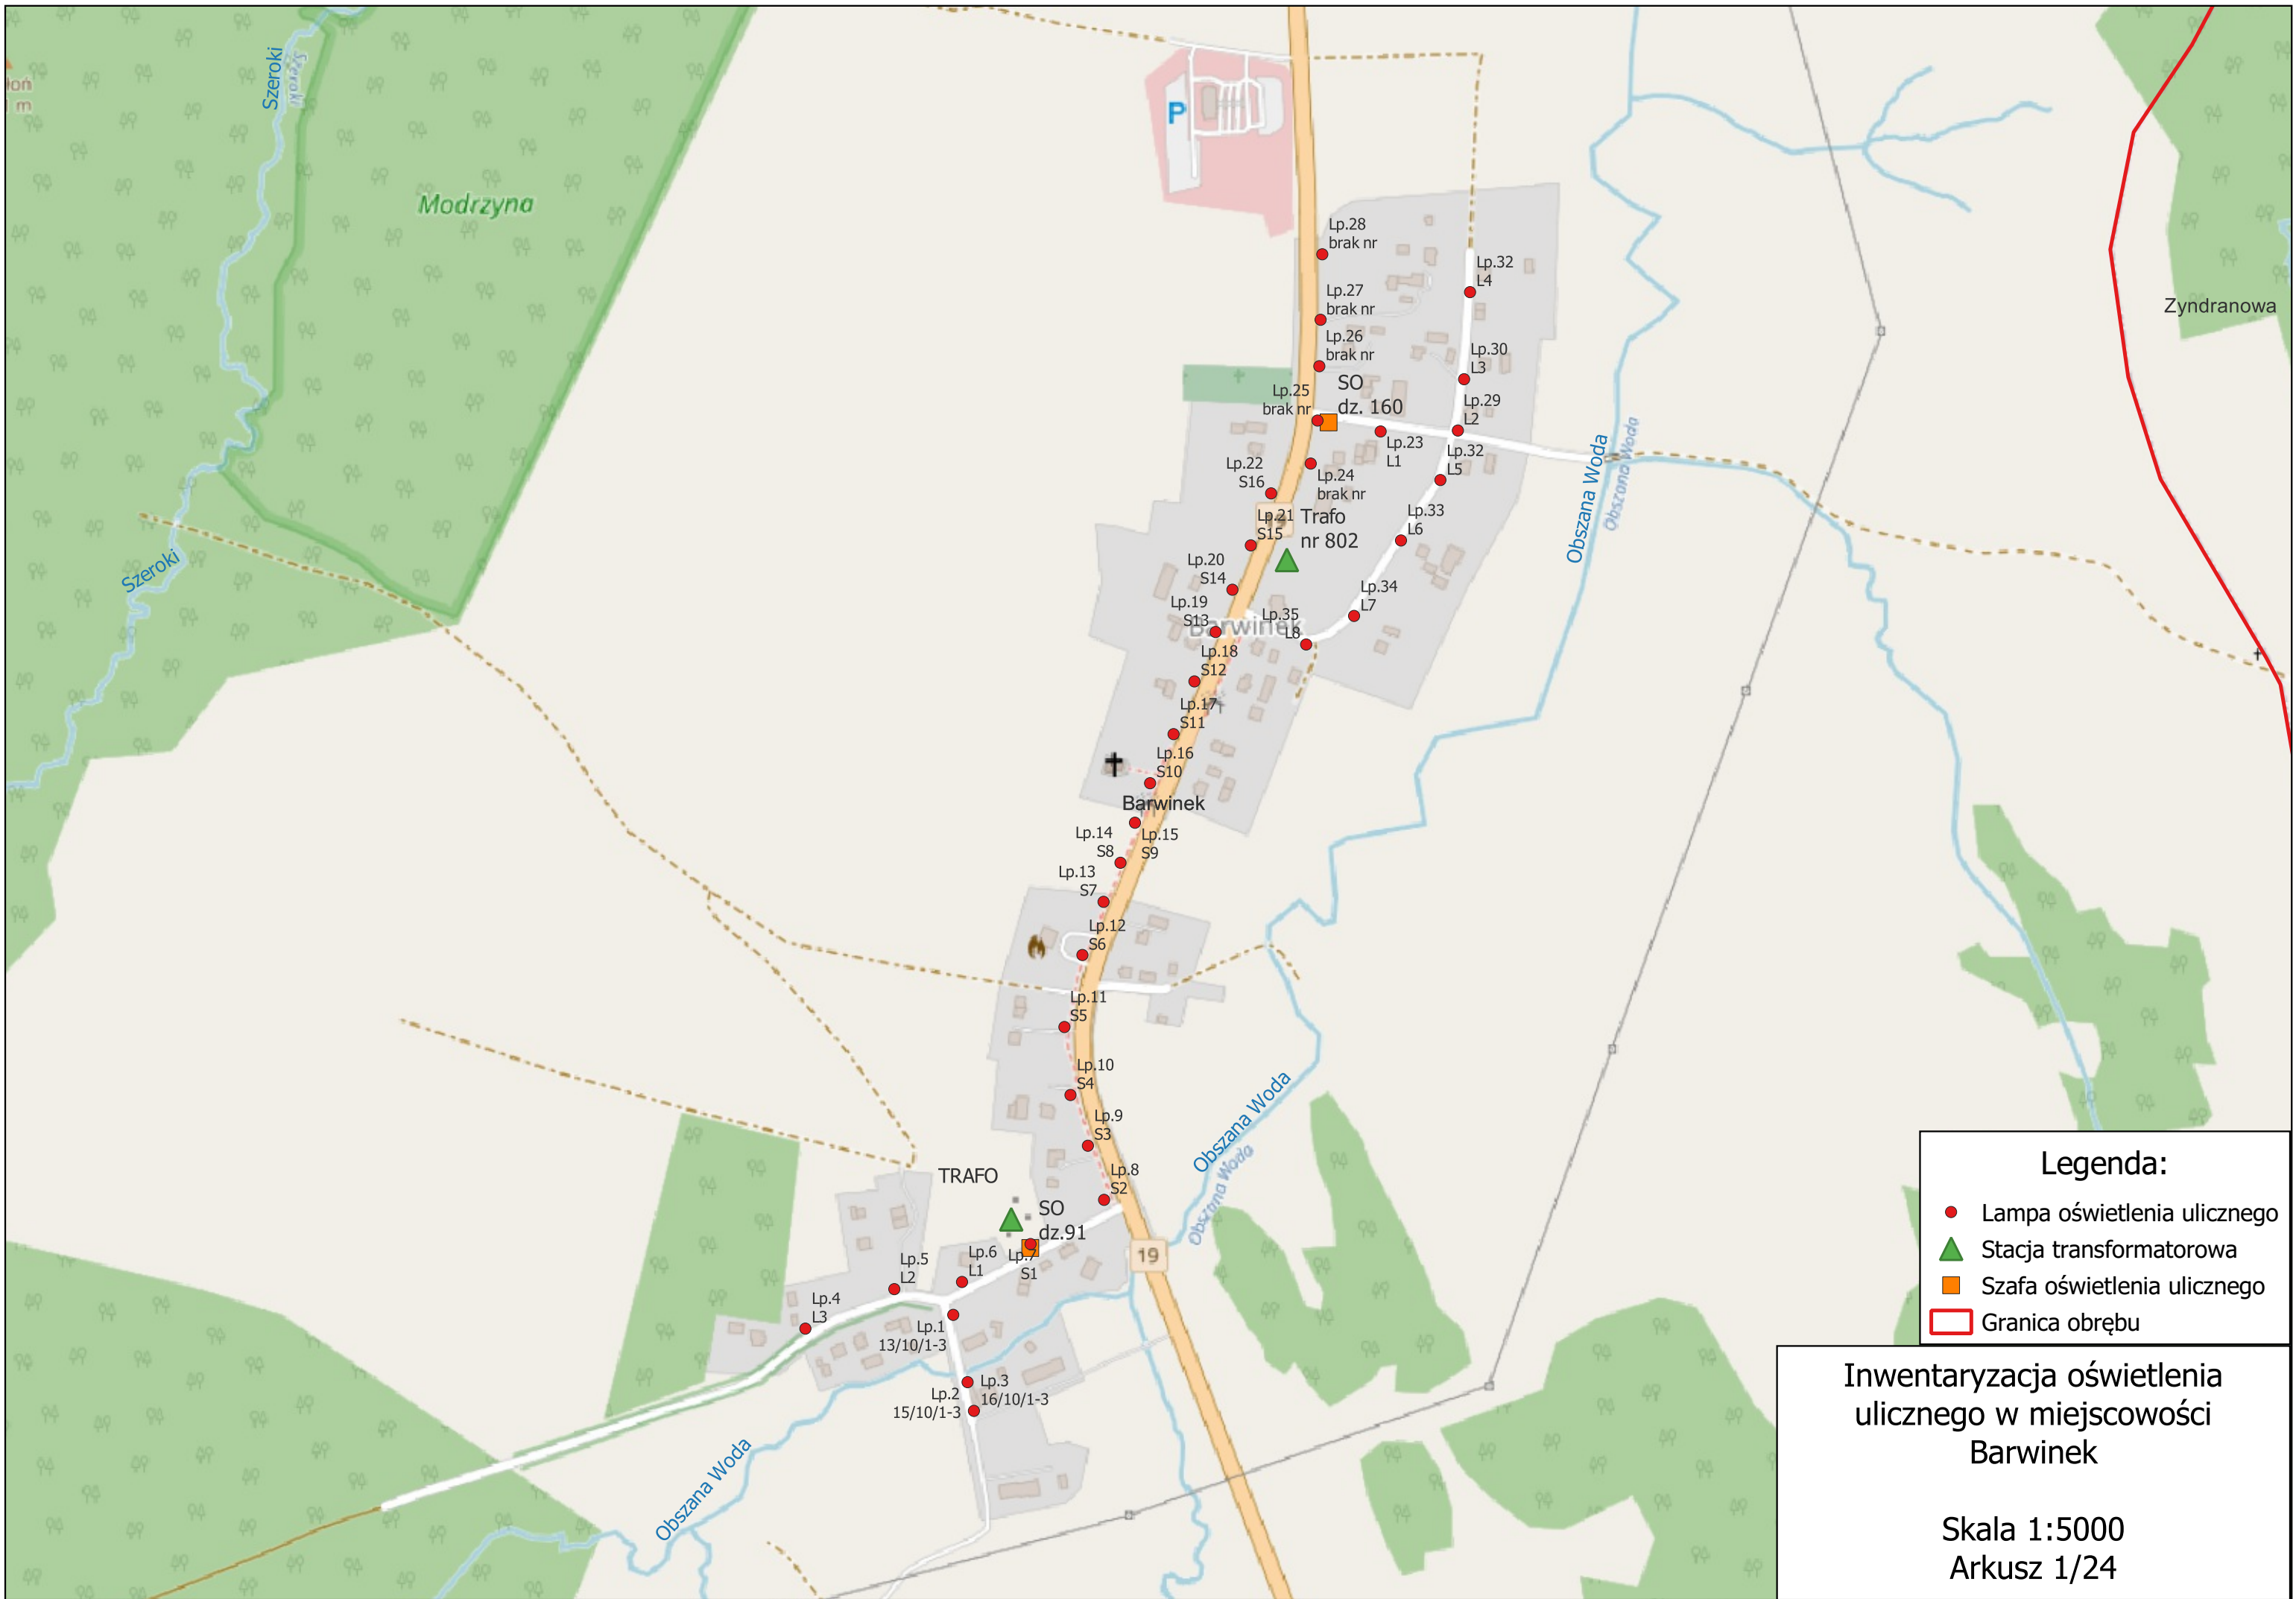 Szeroki
Szeroki
łoń
1 m
Modrzyna
P
Lp.28
brak nr
Lp.27
brak nr
Lp.26
brak nr
Lp.32
L4
Lp.30
L3
Lp.29
L2
SO
dz. 160
Lp.25
brak nr
Lp.23
L1
Lp.32
L5
Lp.24
brak nr
Lp.22
S16
Lp.33
L6
Lp.21
S15
Trafo
nr 802
Lp.20
S14
Lp.34
L7
Lp.19
S13
Lp.35
L8
Barwinek
Lp.18
S12
Lp.17
S11
Lp.16
S10
Barwinek
Lp.15
S9
Lp.14
S8
Lp.13
S7
Lp.12
S6
Lp.11
S5
Lp.10
S4
Lp.9
S3
Lp.8
S2
TRAFO
SO
dz.91
Lp.7
S1
Lp.6
L1
Lp.5
L2
Lp.4
L3
Lp.1
13/10/1-3
Lp.3
16/10/1-3
Lp.2
15/10/1-3
19
Szeroki
Obszana Woda
Obszana Woda
Obszana Woda
Obszana Woda
Obszana Woda
Zyndranowa
Legenda:
Lampa oświetlenia ulicznego
Stacja transformatorowa
Szafa oświetlenia ulicznego
Granica obrębu
Inwentaryzacja oświetlenia
ulicznego w miejscowości
Barwinek
Skala 1:5000
Arkusz 1/24